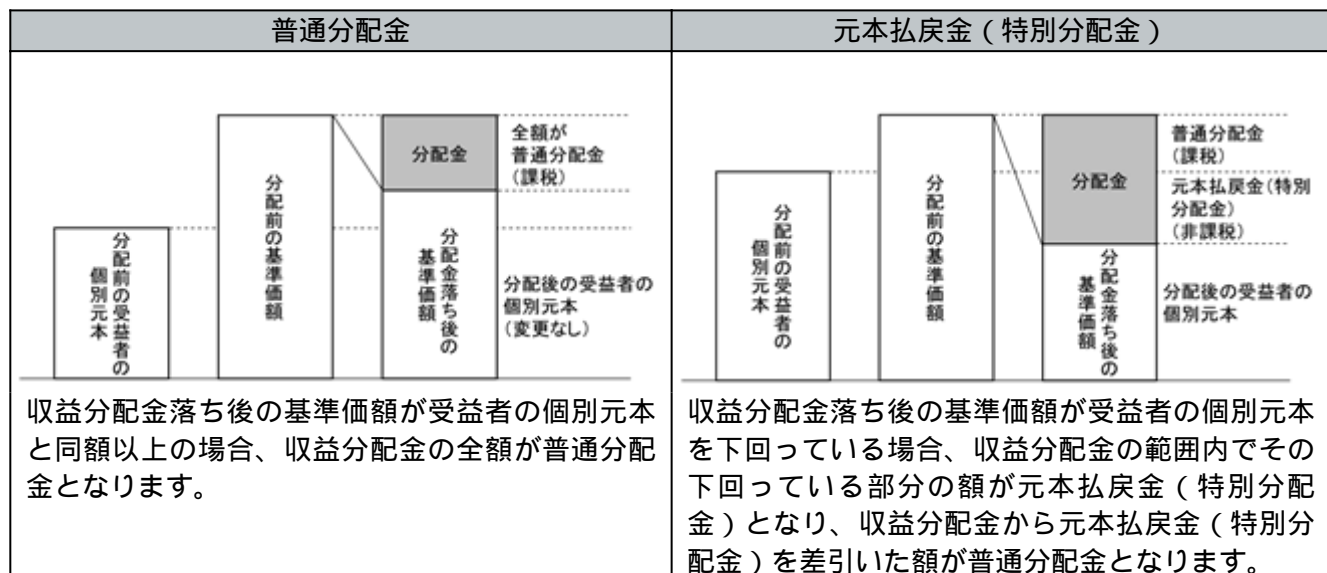 普通分配金
分配前の受益者の
個別元本
分配前の基準価額
分配金
分配金落ち後の
基準価額
全額が
普通分配金
(課税)
分配後の受益者の
個別元本
(変更なし)
収益分配金落ち後の基準価額が受益者の個別元本
と同額以上の場合、収益分配金の全額が普通分配
金となります。
元本払戻金(特別分配金)
分配前の受益者の
個別元本
分配前の基準価額
分配金
分配金落ち後の
基準価額
普通分配金
(課税)
元本払戻金(特別
分配金)
(非課税)
分配後の受益者の
個別元本
収益分配金落ち後の基準価額が受益者の個別元本
を下回っている場合、収益分配金の範囲内でその
下回っている部分の額が元本払戻金(特別分配
金)となり、収益分配金から元本払戻金(特別分
配金)を差引いた額が普通分配金となります。